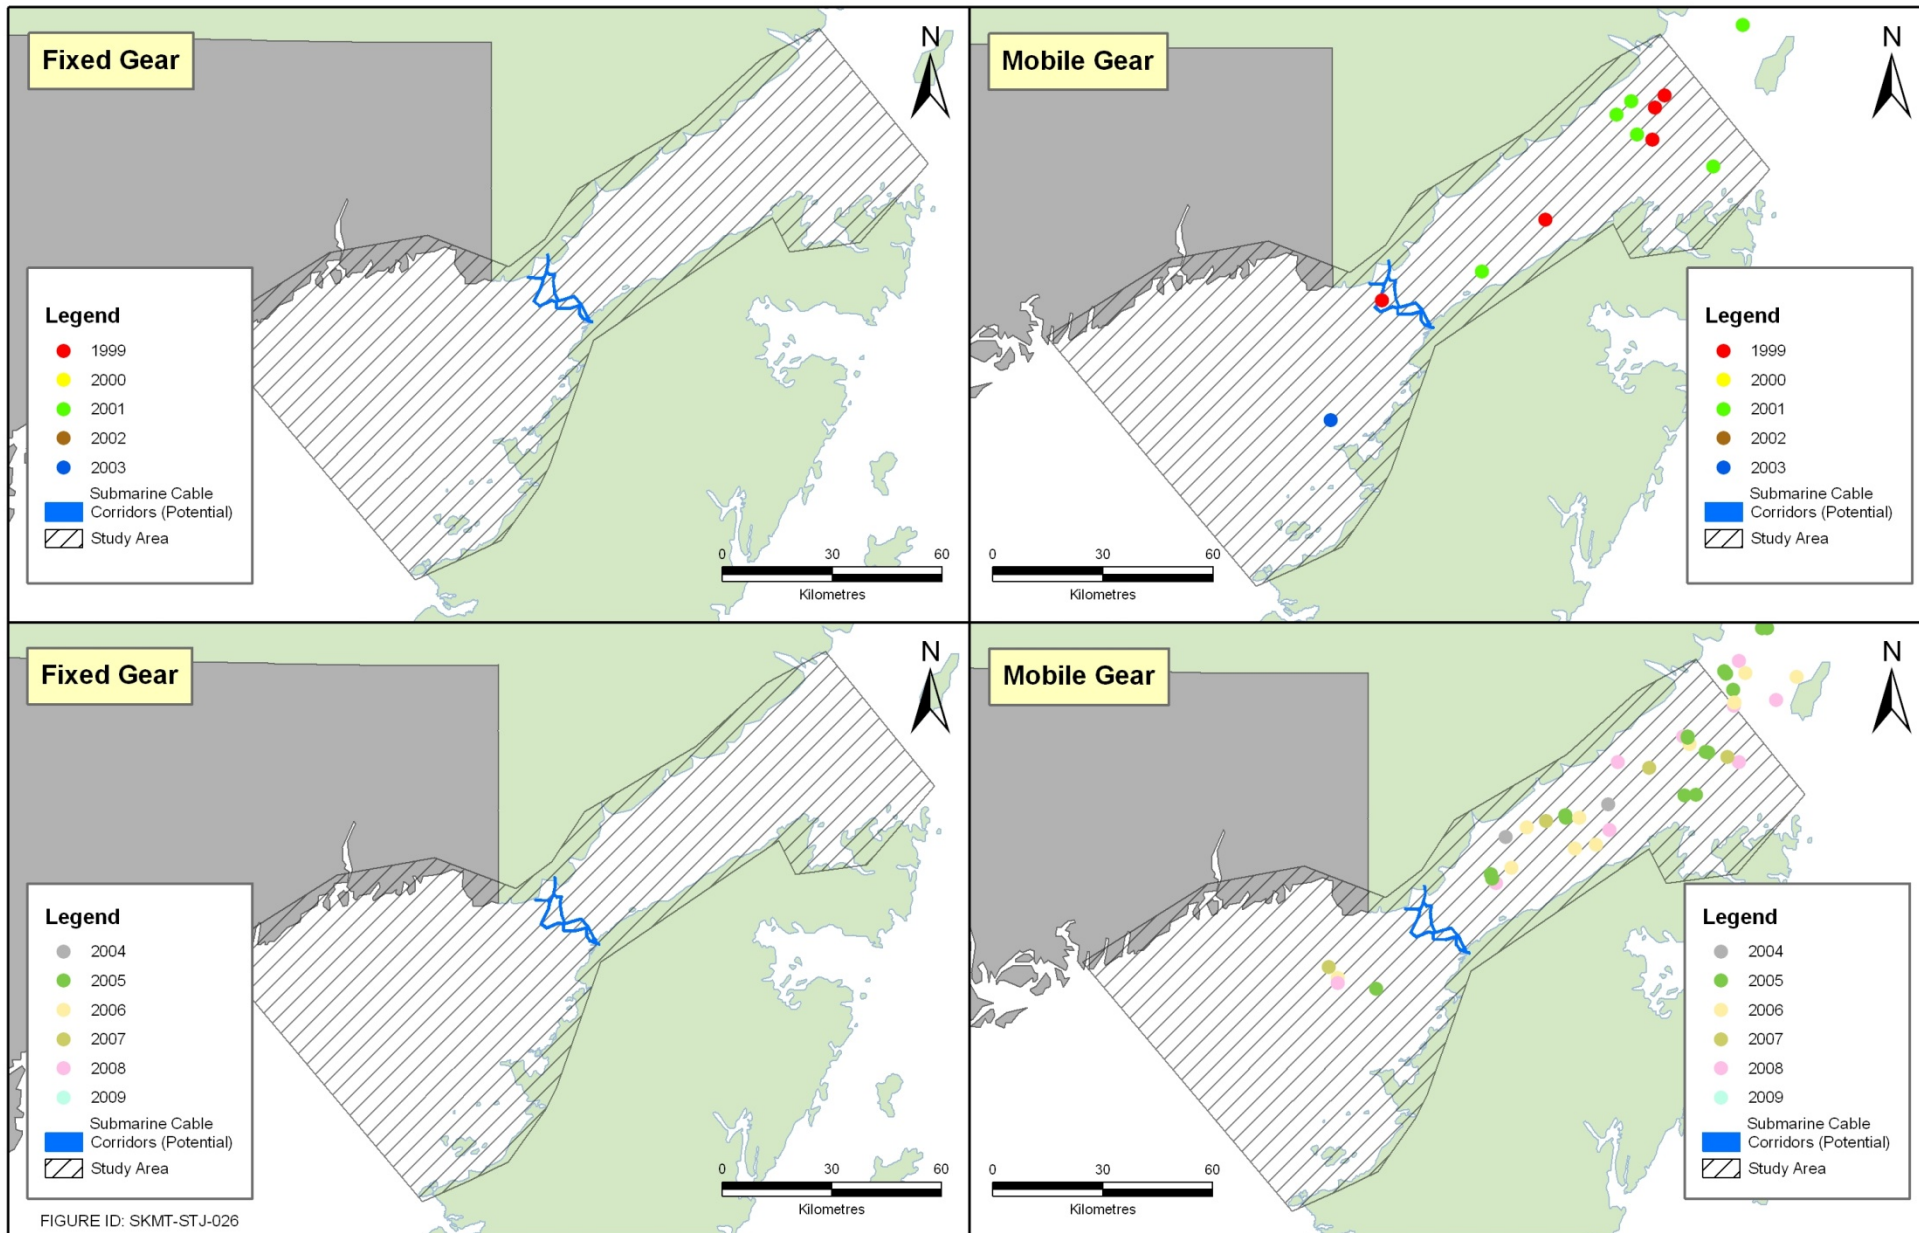 Fixed Gear
N
Legend
1999
2000
2001
2002
2003
Submarine Cable
Corridors (Potential)
Study Area
0 30 60
Kilometres
Mobile Gear
N
Legend
1999
2000
2001
2002
2003
Submarine Cable
Corridors (Potential)
Study Area
0 30 60
Kilometres
Fixed Gear
N
Legend
2004
2005
2006
2007
2008
2009
Submarine Cable
Corridors (Potential)
Study Area
0 30 60
Kilometres
FIGURE ID: SKMT-STJ-026
Mobile Gear
N
Legend
2004
2005
2006
2007
2008
2009
Submarine Cable
Corridors (Potential)
Study Area
0 30 60
Kilometres